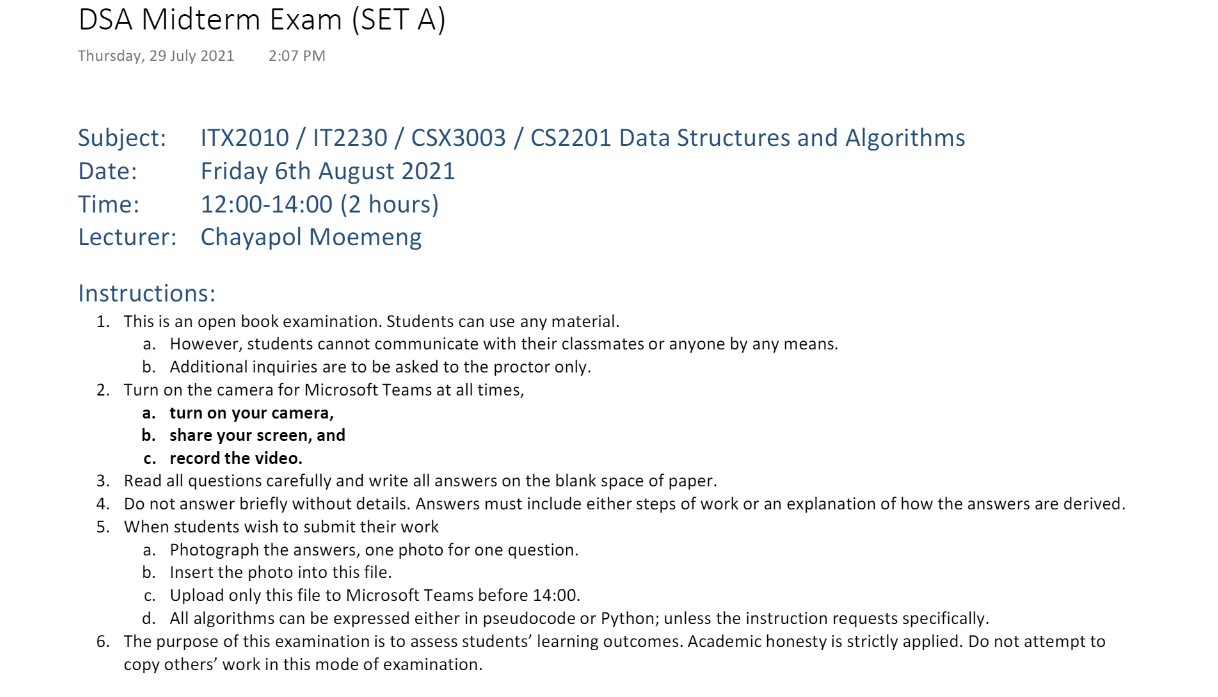 DSA Midterm Exam (SET A)
Thursday, 29 July 2021 2:07 PM
Subject: ITX2010 / IT2230 / CSX3003 / CS2201 Data Structures and Algorithms
Date: Friday 6th August 2021
Time: 12:00-14:00 (2 hours)
Lecturer: Chayapol Moemeng
Instructions:
1. This is an open book examination. Students can use any material.
a. However, students cannot communicate with their classmates or anyone by any means.
b. Additional inquiries are to be asked to the proctor only.
2. Turn on the camera for Microsoft Teams at all times,
a. turn on your camera,
b. share your screen, and
c. record the video.
3. Read all questions carefully and write all answers on the blank space of paper.
4. Do not answer briefly without details. Answers must include either steps of work or an explanation of how the answers are derived.
5. When students wish to submit their work
a. Photograph the answers, one photo for one question.
b. Insert the photo into this file.
c. Upload only this file to Microsoft Teams before 14:00.
d. All algorithms can be expressed either in pseudocode or Python; unless the instruction requests specifically.
6. The purpose of this examination is to assess students’ learning outcomes. Academic honesty is strictly applied. Do not attempt to
copy others’ work in this mode of examination.